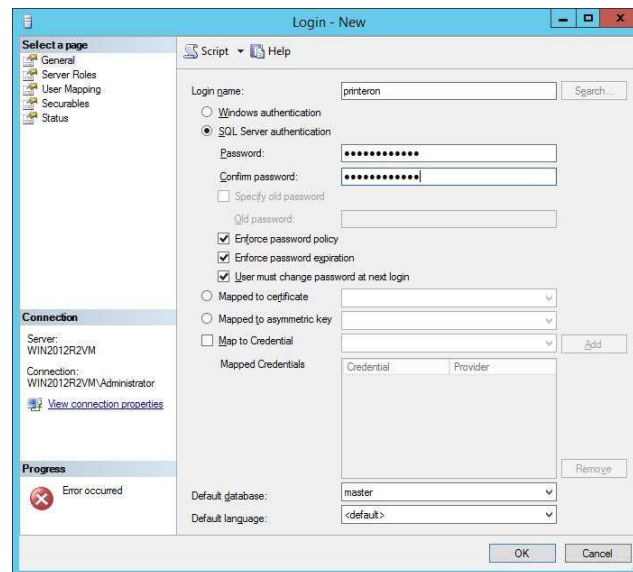 Login - New
Select a page
General
Server Roles
User Mapping
Securables
Status
Script Help
Login name: printeron Search...
Windows authentication
SQL Server authentication
Password: ●●●●●●●●●●●●
Confirm password: ●●●●●●●●●●●●
Specify old password
Old password:
Enforce password policy
Enforce password expiration
User must change password at next login
Mapped to certificate
Mapped to asymmetric key
Map to Credential Add
Mapped Credentials Credential Provider
Remove
Default database: master
Default language: <default>
Connection
Server:
WIN2012R2VM
Connection:
WIN2012R2VM\Administrator
View connection properties
Progress
Error occurred
OK Cancel